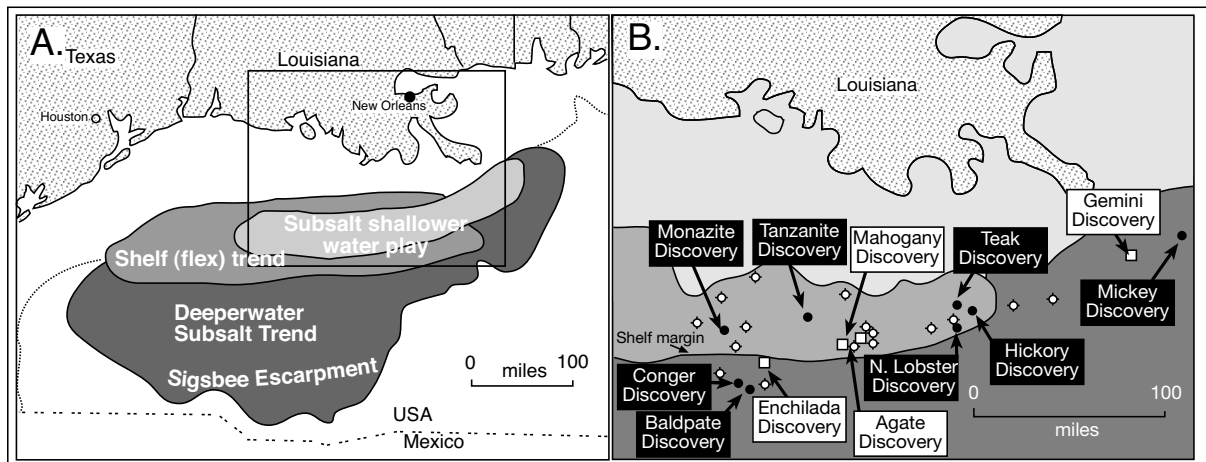 A.
Texas
Louisiana
New Orleans
Houston
Subsalt shallower
water play
Shelf (flex) trend
Deeperwater
Subsalt Trend
Sigsbee Escarpment
0
100
miles
USA
Mexico
B.
Louisiana
Gemini
Discovery
Monazite
Discovery
Tanzanite
Discovery
Mahogany
Discovery
Teak
Discovery
Mickey
Discovery
Shelf margin
Conger
Discovery
Baldpate
Discovery
Enchilada
Discovery
Agate
Discovery
N. Lobster
Discovery
Hickory
Discovery
0
100
miles